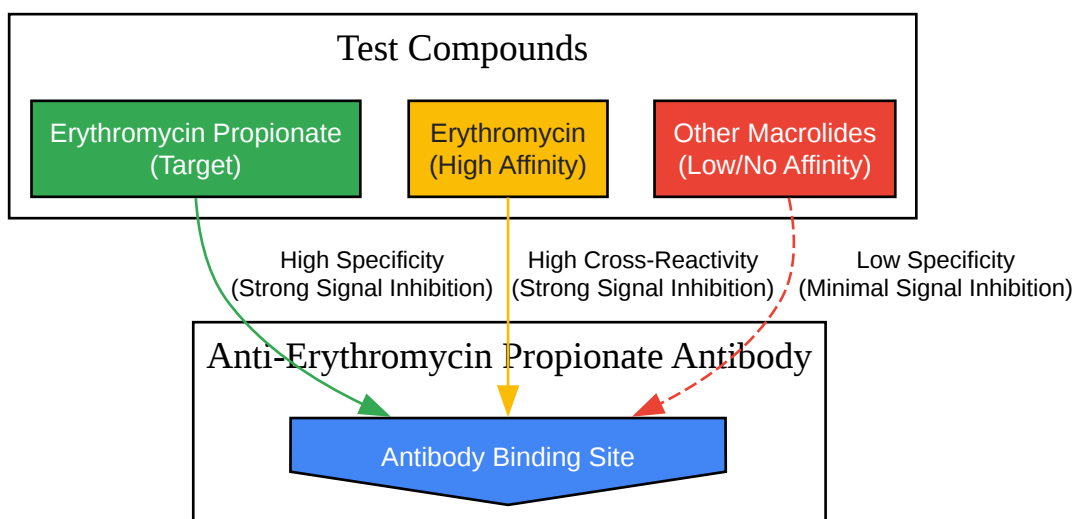 Test Compounds
Erythromycin Propionate
(Target)
Erythromycin
(High Affinity)
Other Macrolides
(Low/No Affinity)
High Specificity
(Strong Signal Inhibition)
High Cross-Reactivity
(Strong Signal Inhibition)
Low Specificity
(Minimal Signal Inhibition)
Anti-Erythromycin Propionate Antibody
Antibody Binding Site